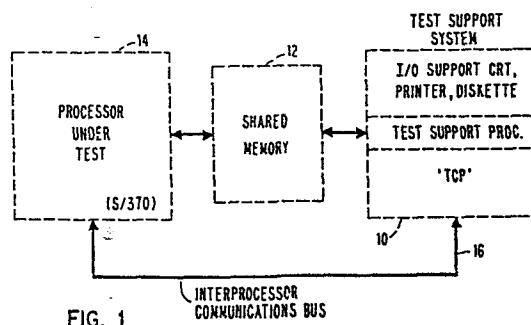 TEST SUPPORT
SYSTEM
14
12
PROCESSOR
UNDER
TEST
(S/370)
SHARED
MEMORY
I/O SUPPORT CRT,
PRINTER, DISKETTE
TEST SUPPORT PROC.
'TCP'
10
16
INTERPROCESSOR
COMMUNICATIONS BUS
FIG. 1